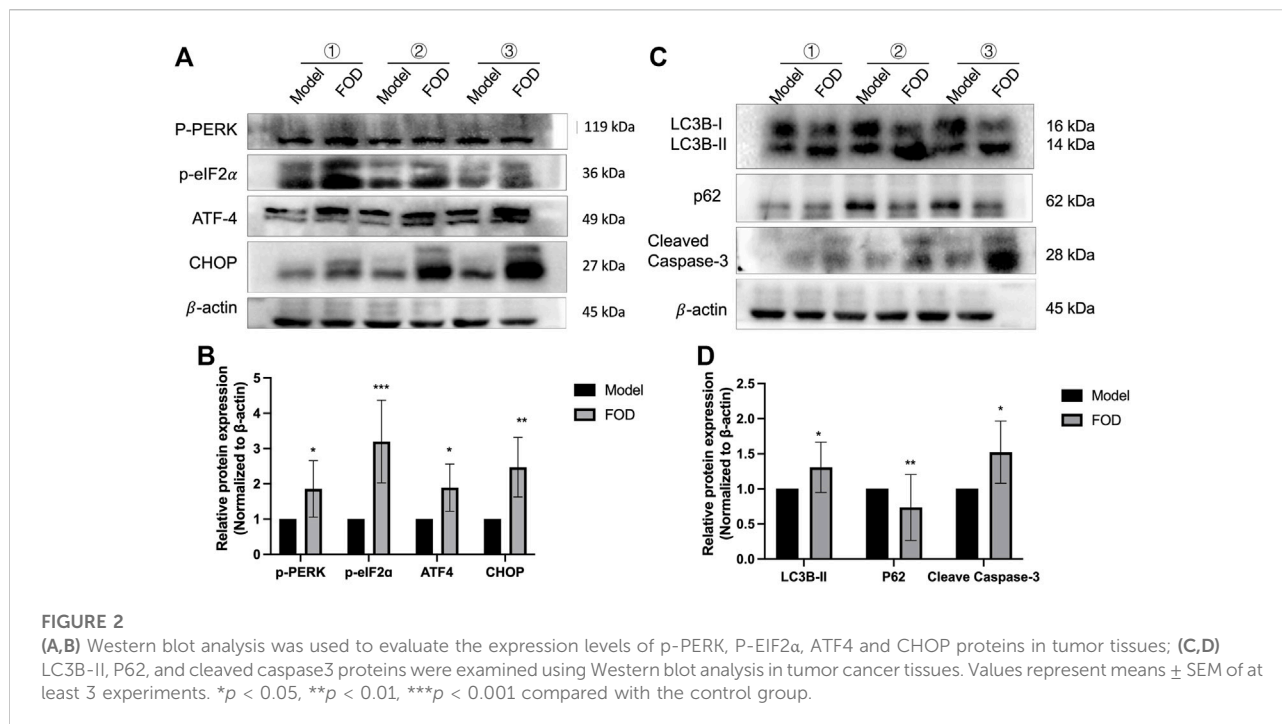 A
① ② ③
Model FOD Model FOD Model FOD
P-PERK 119 kDa
p-eIF2α 36 kDa
ATF-4 49 kDa
CHOP 27 kDa
β-actin 45 kDa
C
① ② ③
Model FOD Model FOD Model FOD
LC3B-I 16 kDa
LC3B-II 14 kDa
p62 62 kDa
Cleaved
Caspase-3 28 kDa
β-actin 45 kDa
B
Relative protein expression
(Normalized to β-actin)
5
4
3
2
1
0
* *** * **
p-PERK p-eIF2α ATF4 CHOP
Model
FOD
D
Relative protein expression
(Normalized to β-actin)
2.5
2.0
1.5
1.0
0.5
0.0
* ** *
LC3B-II P62 Cleave Caspase-3
Model
FOD
FIGURE 2
(A,B) Western blot analysis was used to evaluate the expression levels of p-PERK, P-EIF2α, ATF4 and CHOP proteins in tumor tissues; (C,D)
LC3B-II, P62, and cleaved caspase3 proteins were examined using Western blot analysis in tumor cancer tissues. Values represent means ± SEM of at
least 3 experiments. *p < 0.05, **p < 0.01, ***p < 0.001 compared with the control group.